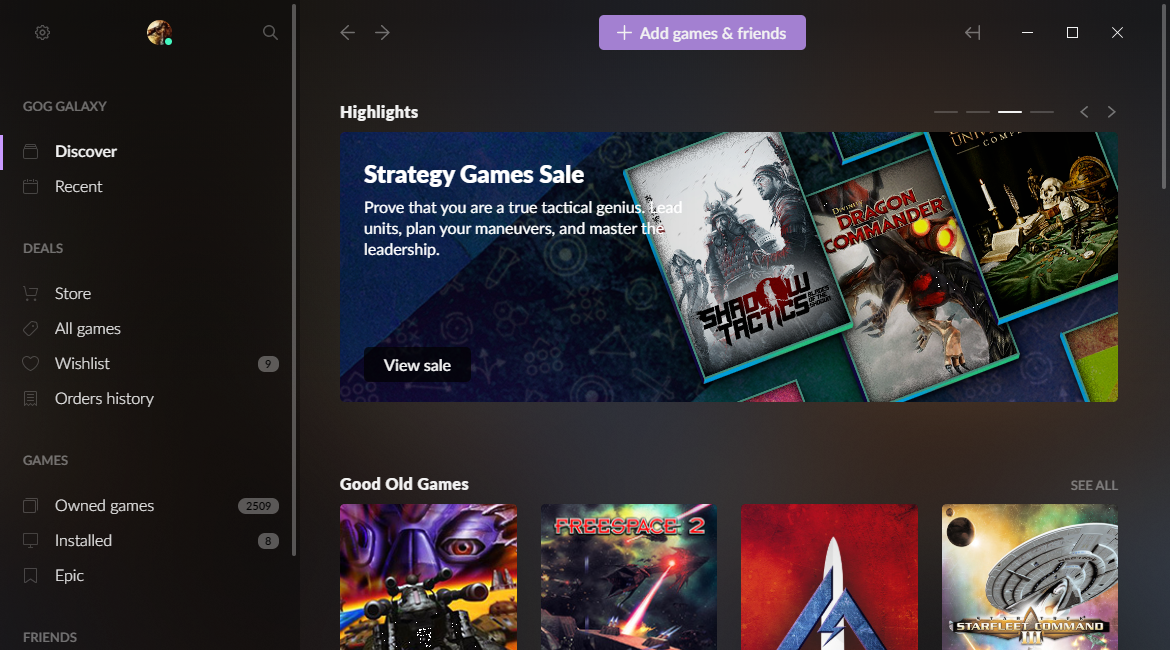 Add games & friends
GOG GALAXY
Discover
Recent
DEALS
Store
All games
Wishlist
9
Orders history
GAMES
Owned games
2509
Installed
8
Epic
FRIENDS
Highlights
Strategy Games Sale
Prove that you are a true tactical genius. Lead
units, plan your maneuvers, and master the
leadership.
View sale
SHADOW
TACTICS
BLADES
OF THE
SHOGUN
DIVINITY
DRAGON
COMMANDER
Good Old Games
SEE ALL
FREESPACE 2
STARFLEET COMMAND
III